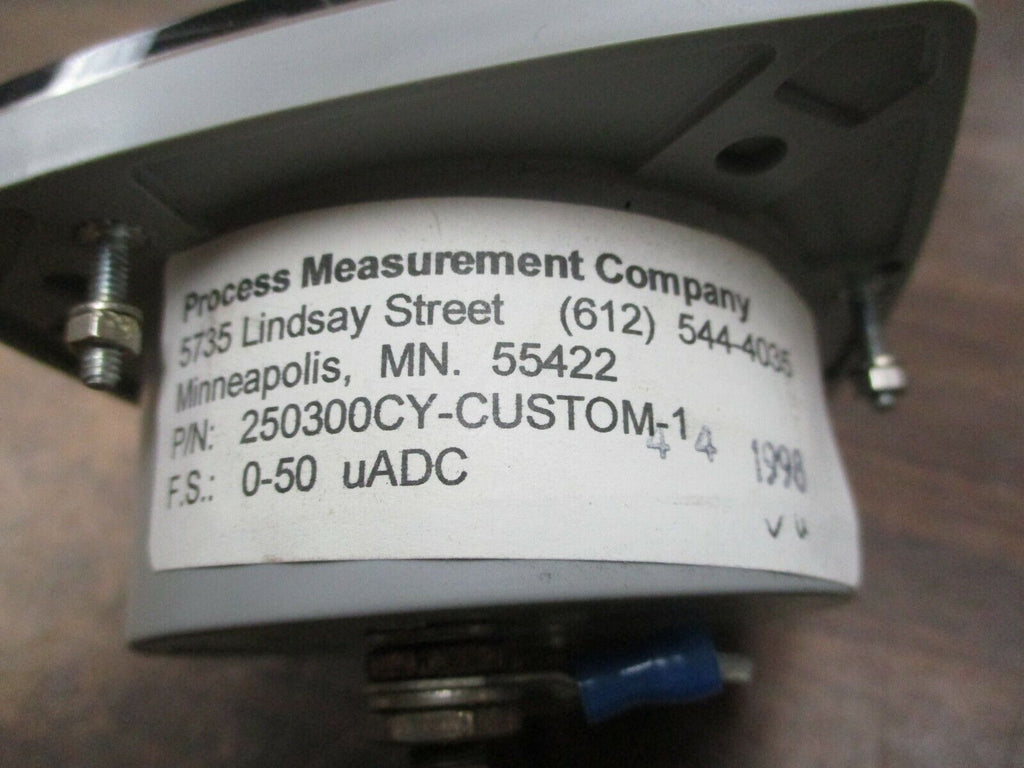 Process Measurement Company
5735 Lindsay Street (612) 544-4035
Minneapolis, MN. 55422
P/N: 250300CY-CUSTOM-1
4 4 1998
F.S.: 0-50 uADC
V u